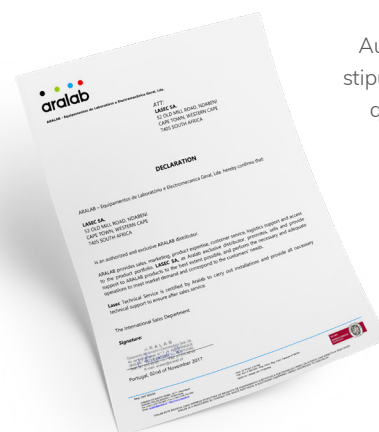 aralab
ARALAB - Equipamentos de Laboratório e Electromecânica Geral, Lda.
ATT:
LASEC SA.
52 OLD MILL ROAD, NDABENI
CAPE TOWN, WESTERN CAPE
7405 SOUTH AFRICA
DECLARATION
ARALAB – Equipamentos de Laboratório e Electromecanica Geral, Lda. hereby confirms that
LASEC SA.
52 OLD MILL ROAD, NDABENI
CAPE TOWN, WESTERN CAPE
7405 SOUTH AFRICA
is an authorized and exclusive ARALAB distributor.
ARALAB provides sales, marketing, product expertise, customer service, logistics support and access
to the product portfolio. LASEC SA, as Aralab exclusive distributor, promotes, sells and provide
support to ARALAB products to the best extent possible, and perform the necessary and adequate
operations to meet market demand and correspond to the customers' needs.
Lasec Technical Service is certified by Aralab to carry out installations and provide all necessary
technical support to ensure after sales service.
The International Sales Department
Signature:
ARALAB
Portugal, 02nd of November 2017
Au
stipu